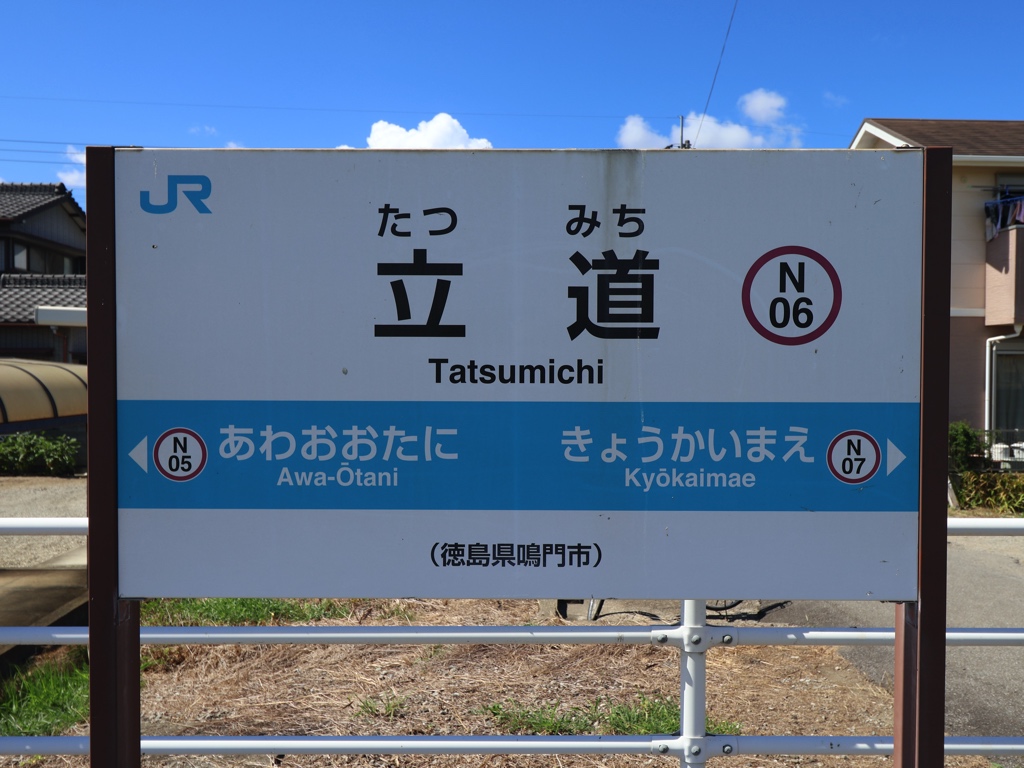 JR
たつ みち
立 道
N
06
Tatsumichi
N
05
あわおおたに
Awa-Ōtani
きょうかいまえ
Kyōkaimae
N
07
（徳島県鳴門市）